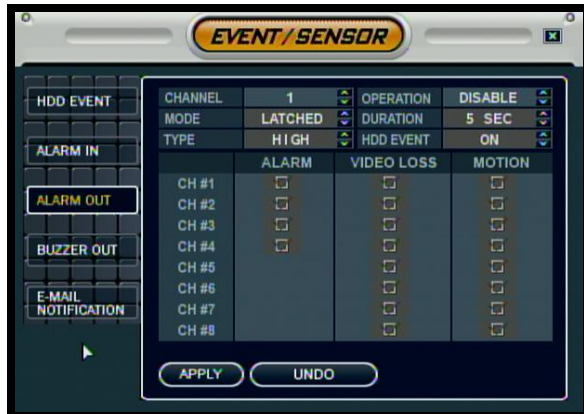 EVENT/SENSOR
HDD EVENT
ALARM IN
ALARM OUT
BUZZER OUT
E-MAIL
NOTIFICATION
CHANNEL 1 OPERATION DISABLE
MODE LATCHED DURATION 5 SEC
TYPE HIGH HDD EVENT ON
ALARM VIDEO LOSS MOTION
CH #1
CH #2
CH #3
CH #4
CH #5
CH #6
CH #7
CH #8
APPLY UNDO